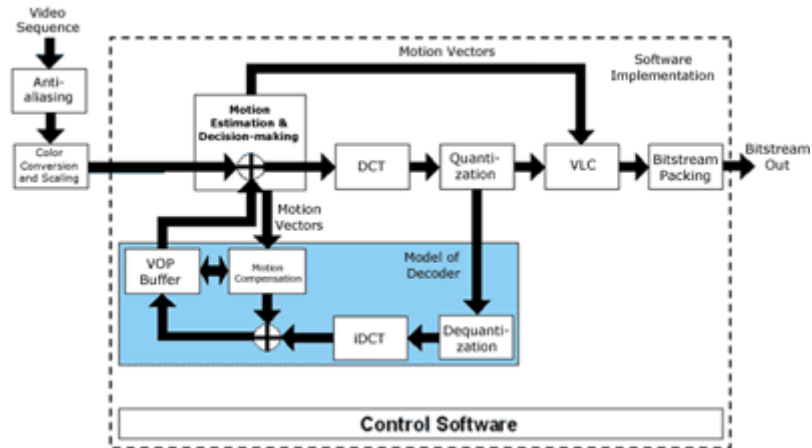 Video
Sequence
Anti-
aliasing
Color
Conversion
and Scaling
Motion Vectors
Software
Implementation
Motion
Estimation &
Decision-making
DCT
Quanti-
zation
VLC
Bitstream
Packing
Bitstream
Out
Motion
Vectors
VOP
Buffer
Motion
Compensation
Model of
Decoder
iDCT
Dequanti-
zation
Control Software